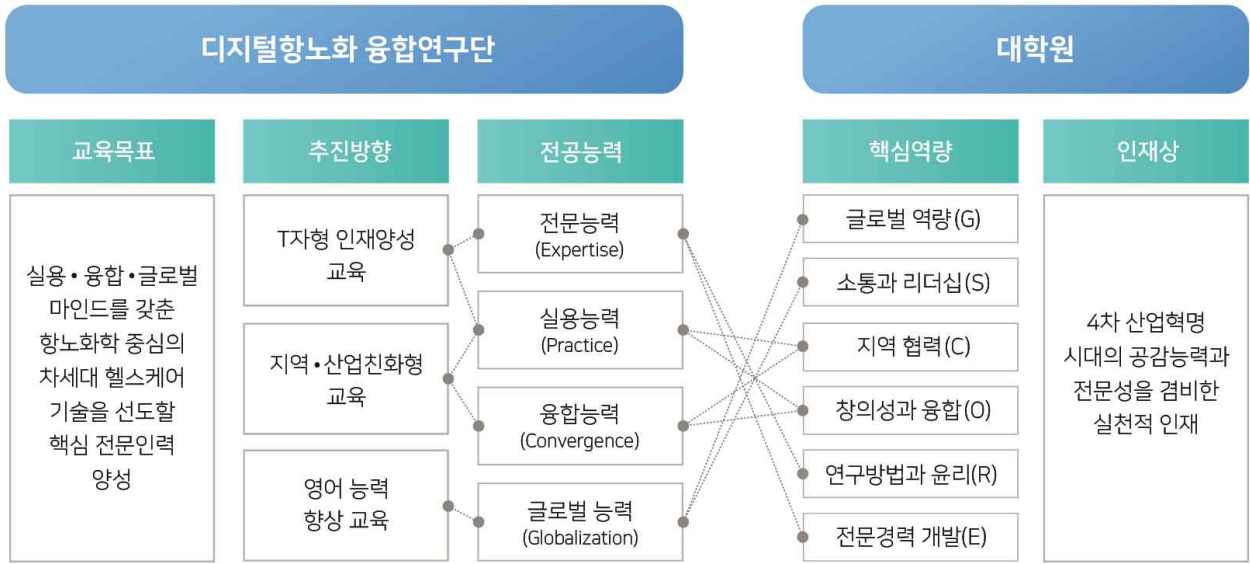 디지털항노화 융합연구단
대학원
교육목표
추진방향
전공능력
핵심역량
인재상
실용•융합•글로벌
마인드를 갖춘
항노화학 중심의
차세대 헬스케어
기술을 선도할
핵심 전문인력
양성
T자형 인재양성
교육
지역•산업친화형
교육
영어 능력
향상 교육
전문능력
(Expertise)
실용능력
(Practice)
융합능력
(Convergence)
글로벌 능력
(Globalization)
글로벌 역량(G)
소통과 리더십(S)
지역 협력(C)
창의성과 융합(O)
연구방법과 윤리(R)
전문경력 개발(E)
4차 산업혁명
시대의 공감능력과
전문성을 겸비한
실천적 인재